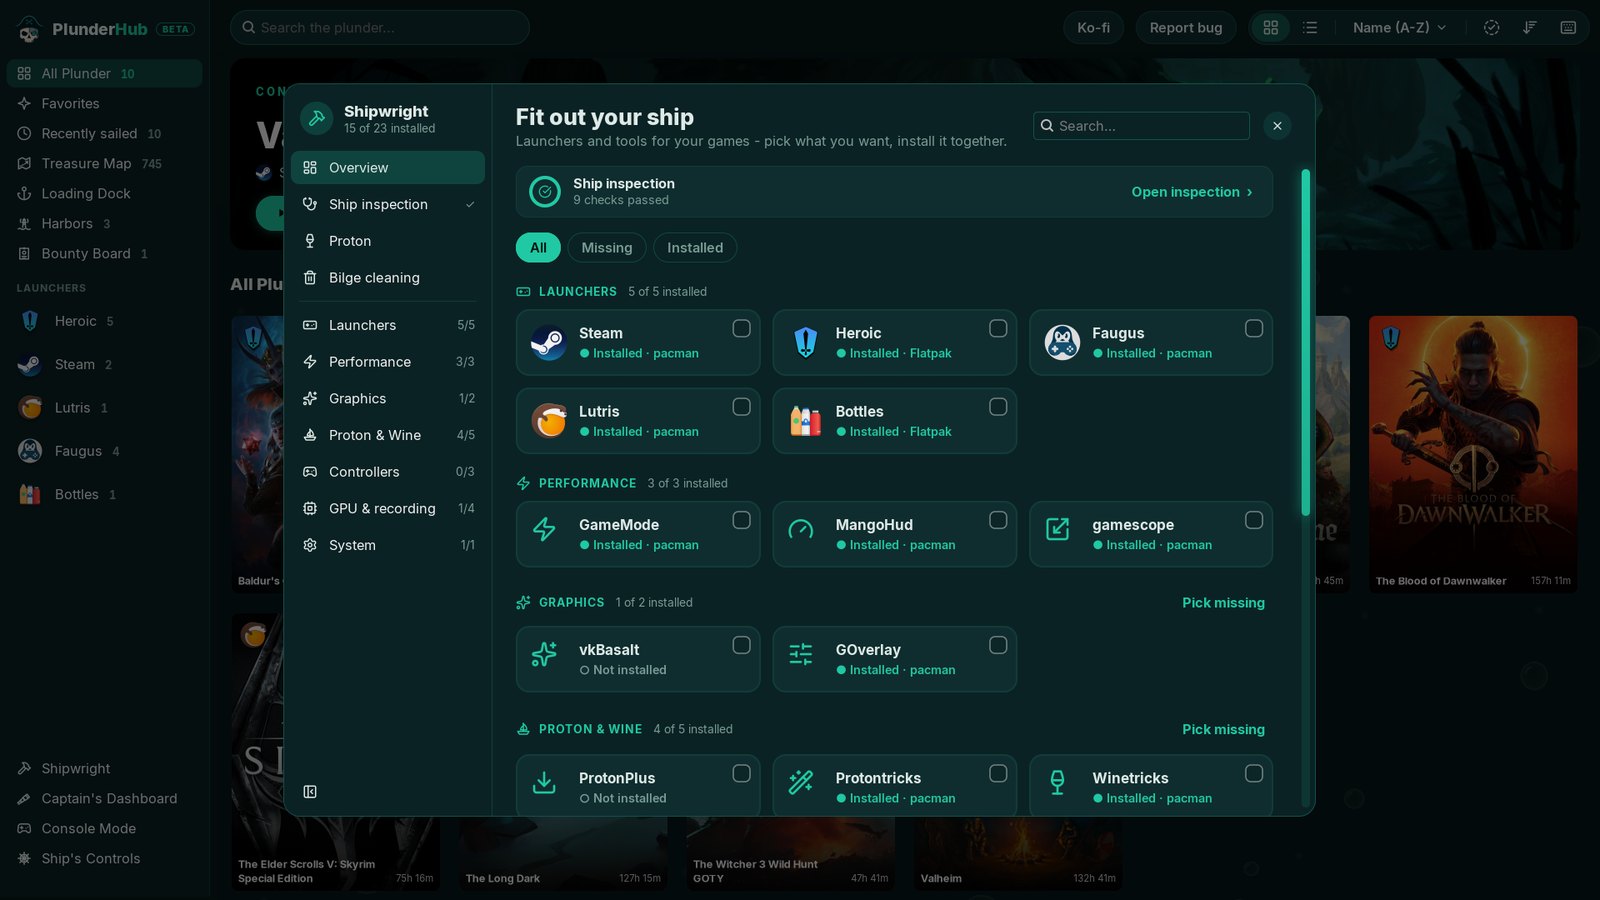 PlunderHub BETA
Search the plunder...
Ko-fi
Report bug
Name (A-Z)
All Plunder 10
Favorites
Recently sailed 10
Treasure Map 745
Loading Dock
Harbors 3
Bounty Board 1
LAUNCHERS
Heroic 5
Steam 2
Lutris 1
Faugus 4
Bottles 1
Shipwright
Captain's Dashboard
Console Mode
Ship's Controls
All Plu
Shipwright
15 of 23 installed
Overview
Ship inspection
Proton
Bilge cleaning
Launchers 5/5
Performance 3/3
Graphics 1/2
Proton & Wine 4/5
Controllers 0/3
GPU & recording 1/4
System 1/1
Fit out your ship
Launchers and tools for your games - pick what you want, install it together.
Search...
Ship inspection
9 checks passed
Open inspection ›
All
Missing
Installed
LAUNCHERS 5 of 5 installed
Steam
Installed · pacman
Heroic
Installed · Flatpak
Faugus
Installed · pacman
Lutris
Installed · pacman
Bottles
Installed · Flatpak
PERFORMANCE 3 of 3 installed
GameMode
Installed · pacman
MangoHud
Installed · pacman
gamescope
Installed · pacman
GRAPHICS 1 of 2 installed
Pick missing
vkBasalt
Not installed
GOverlay
Installed · pacman
PROTON & WINE 4 of 5 installed
Pick missing
ProtonPlus
Not installed
Protontricks
Installed · pacman
Winetricks
Installed · pacman
Baldur's
45m
THE BLOOD OF
DAWNWALKER
The Blood of Dawnwalker 157h 11m
The Elder Scrolls V: Skyrim
Special Edition 75h 16m
The Long Dark 127h 15m
The Witcher 3 Wild Hunt
GOTY 47h 41m
Valheim 132h 41m